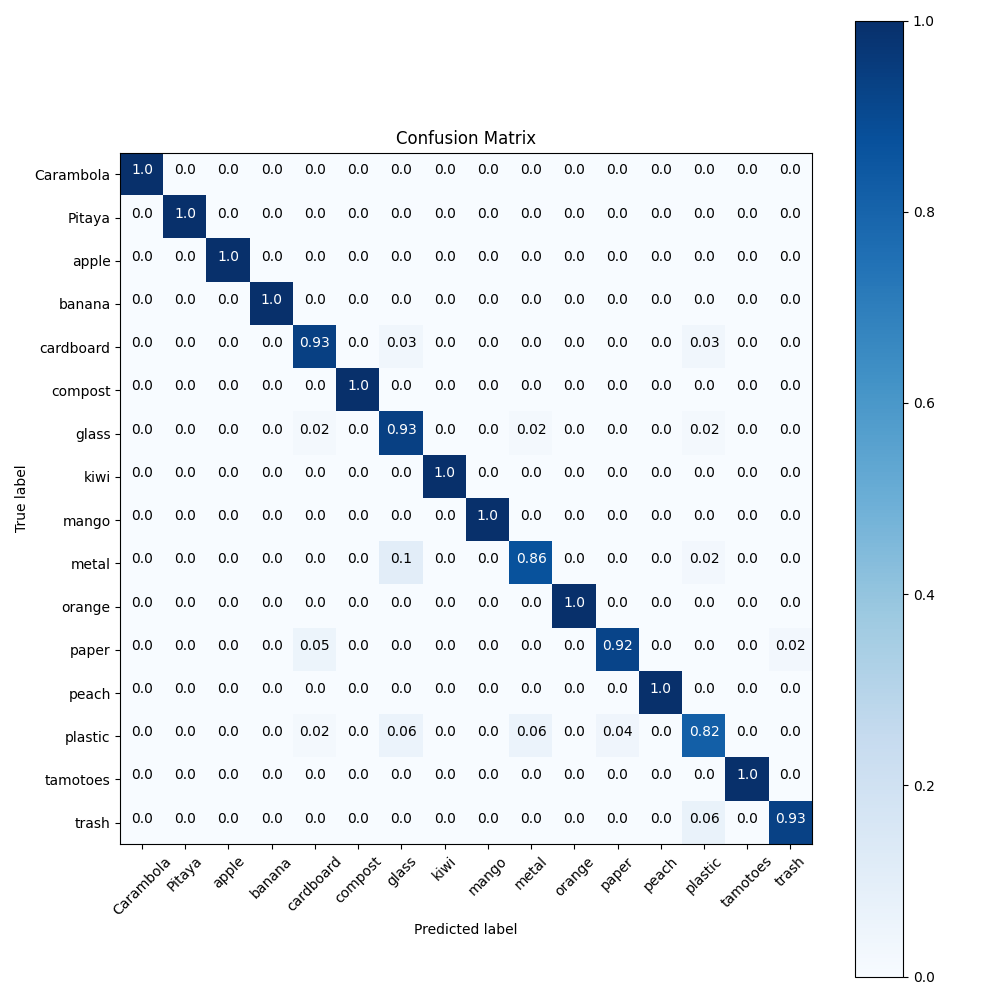 Confusion Matrix
Carambola 1.0 0.0 0.0 0.0 0.0 0.0 0.0 0.0 0.0 0.0 0.0 0.0 0.0 0.0 0.0 0.0
Pitaya 0.0 1.0 0.0 0.0 0.0 0.0 0.0 0.0 0.0 0.0 0.0 0.0 0.0 0.0 0.0 0.0
apple 0.0 0.0 1.0 0.0 0.0 0.0 0.0 0.0 0.0 0.0 0.0 0.0 0.0 0.0 0.0 0.0
banana 0.0 0.0 0.0 1.0 0.0 0.0 0.0 0.0 0.0 0.0 0.0 0.0 0.0 0.0 0.0 0.0
cardboard 0.0 0.0 0.0 0.0 0.93 0.0 0.03 0.0 0.0 0.0 0.0 0.0 0.0 0.03 0.0 0.0
compost 0.0 0.0 0.0 0.0 0.0 1.0 0.0 0.0 0.0 0.0 0.0 0.0 0.0 0.0 0.0 0.0
glass 0.0 0.0 0.0 0.0 0.02 0.0 0.93 0.0 0.0 0.02 0.0 0.0 0.0 0.02 0.0 0.0
kiwi 0.0 0.0 0.0 0.0 0.0 0.0 0.0 1.0 0.0 0.0 0.0 0.0 0.0 0.0 0.0 0.0
mango 0.0 0.0 0.0 0.0 0.0 0.0 0.0 0.0 1.0 0.0 0.0 0.0 0.0 0.0 0.0 0.0
metal 0.0 0.0 0.0 0.0 0.0 0.0 0.1 0.0 0.0 0.86 0.0 0.0 0.0 0.02 0.0 0.0
orange 0.0 0.0 0.0 0.0 0.0 0.0 0.0 0.0 0.0 0.0 1.0 0.0 0.0 0.0 0.0 0.0
paper 0.0 0.0 0.0 0.0 0.05 0.0 0.0 0.0 0.0 0.0 0.0 0.92 0.0 0.0 0.0 0.02
peach 0.0 0.0 0.0 0.0 0.0 0.0 0.0 0.0 0.0 0.0 0.0 0.0 1.0 0.0 0.0 0.0
plastic 0.0 0.0 0.0 0.0 0.02 0.0 0.06 0.0 0.0 0.06 0.0 0.04 0.0 0.82 0.0 0.0
tamotoes 0.0 0.0 0.0 0.0 0.0 0.0 0.0 0.0 0.0 0.0 0.0 0.0 0.0 0.0 1.0 0.0
trash 0.0 0.0 0.0 0.0 0.0 0.0 0.0 0.0 0.0 0.0 0.0 0.0 0.0 0.06 0.0 0.93
True label
Carambola Pitaya apple banana cardboard compost glass kiwi mango metal orange paper peach plastic tamotoes trash
Predicted label
1.0
0.8
0.6
0.4
0.2
0.0